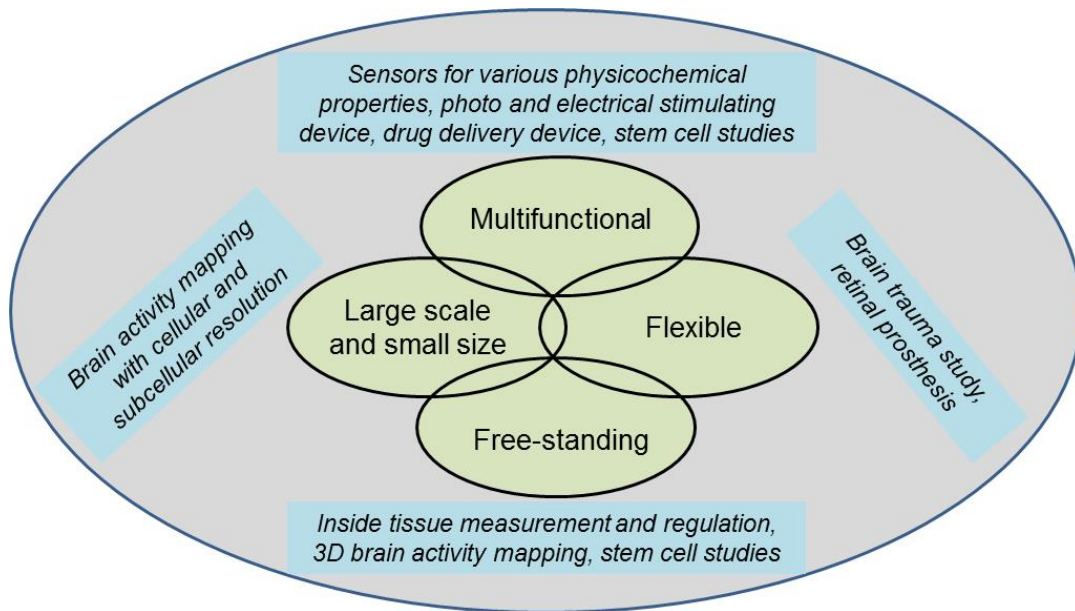 Sensors for various physicochemical
properties, photo and electrical stimulating
device, drug delivery device, stem cell studies
Multifunctional
Brain activity mapping
with cellular and
subcellular resolution
Large scale
and small size
Flexible
Brain trauma study,
retinal prosthesis
Free-standing
Inside tissue measurement and regulation,
3D brain activity mapping, stem cell studies